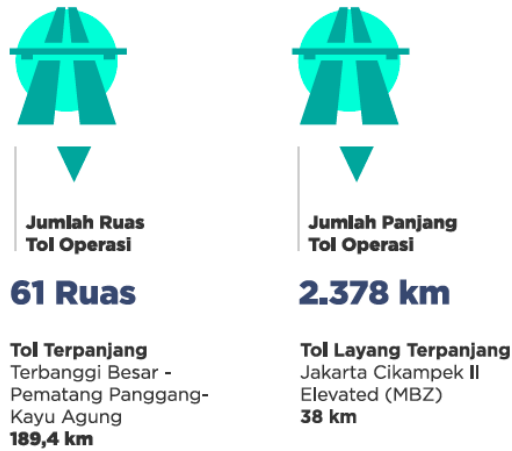 Jumlah Ruas
Tol Operasi
61 Ruas
Tol Terpanjang
Terbanggi Besar -
Pematang Panggang-
Kayu Agung
189,4 km
Jumlah Panjang
Tol Operasi
2.378 km
Tol Layang Terpanjang
Jakarta Cikampek II
Elevated (MBZ)
38 km